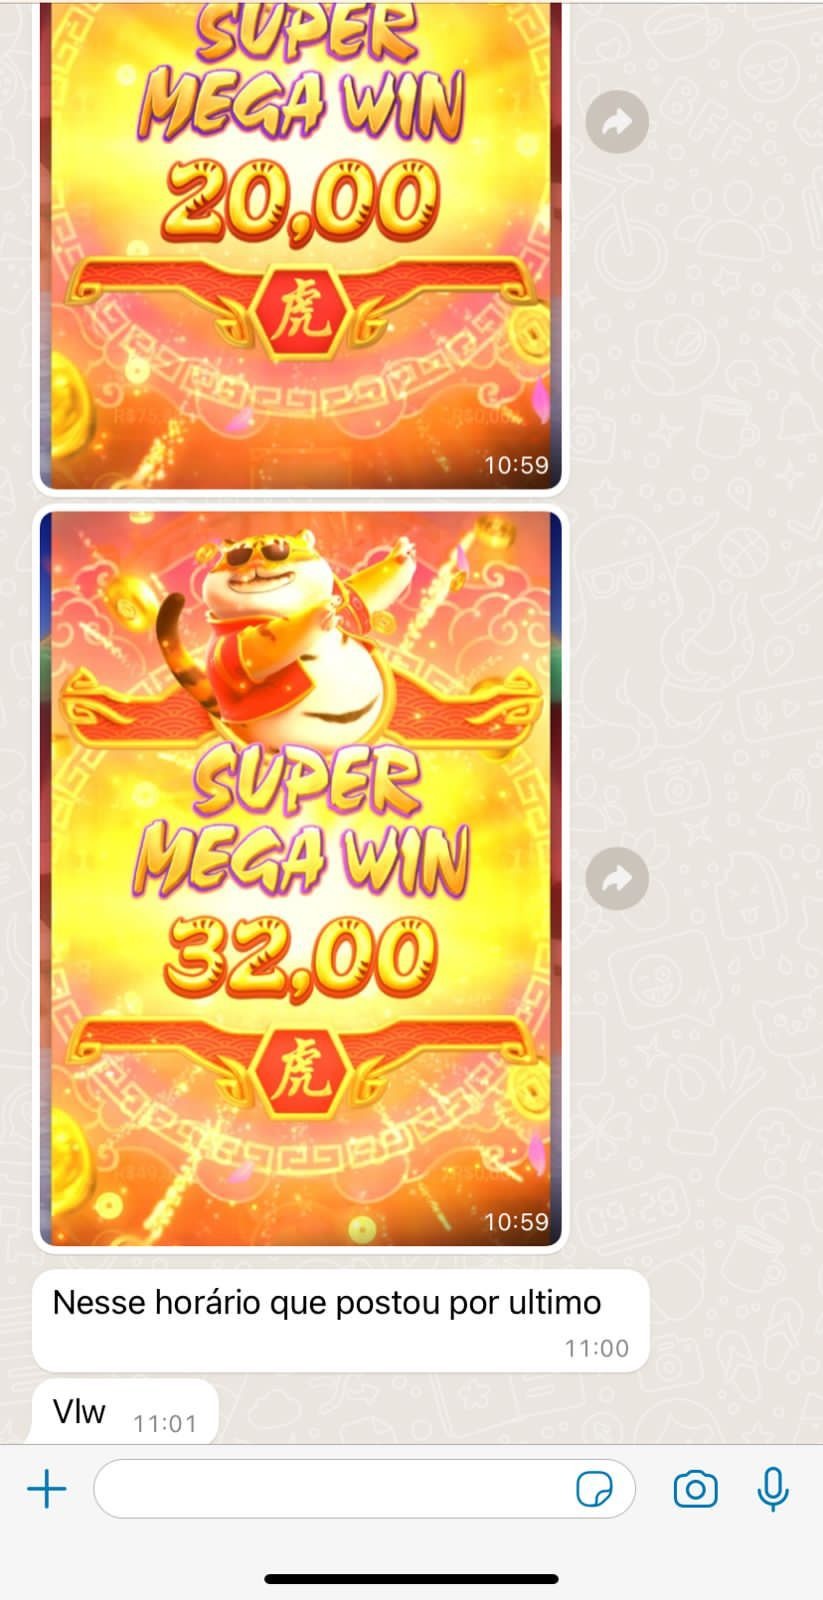 SUPER
MEGA WIN
20,00
虎
10:59
SUPER
MEGA WIN
32,00
虎
10:59
Nesse horário que postou por ultimo
11:00
Vlw 11:01